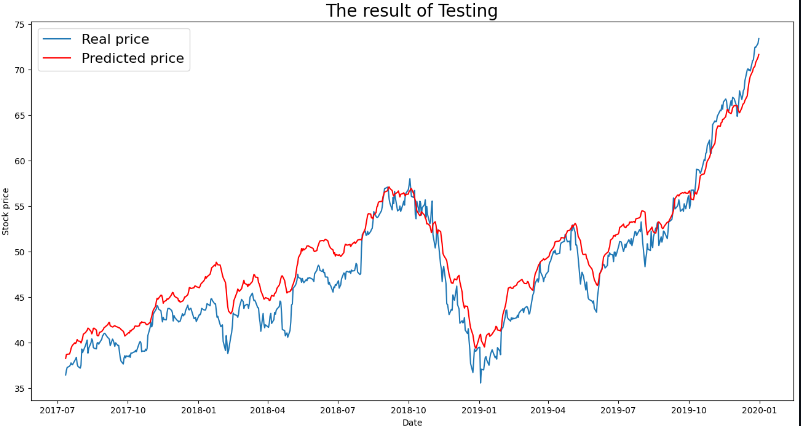 The result of Testing
Real price
Predicted price
75
70
65
60
55
50
45
40
35
Stock price
2017-07 2017-10 2018-01 2018-04 2018-07 2018-10 2019-01 2019-04 2019-07 2019-10 2020-01
Date